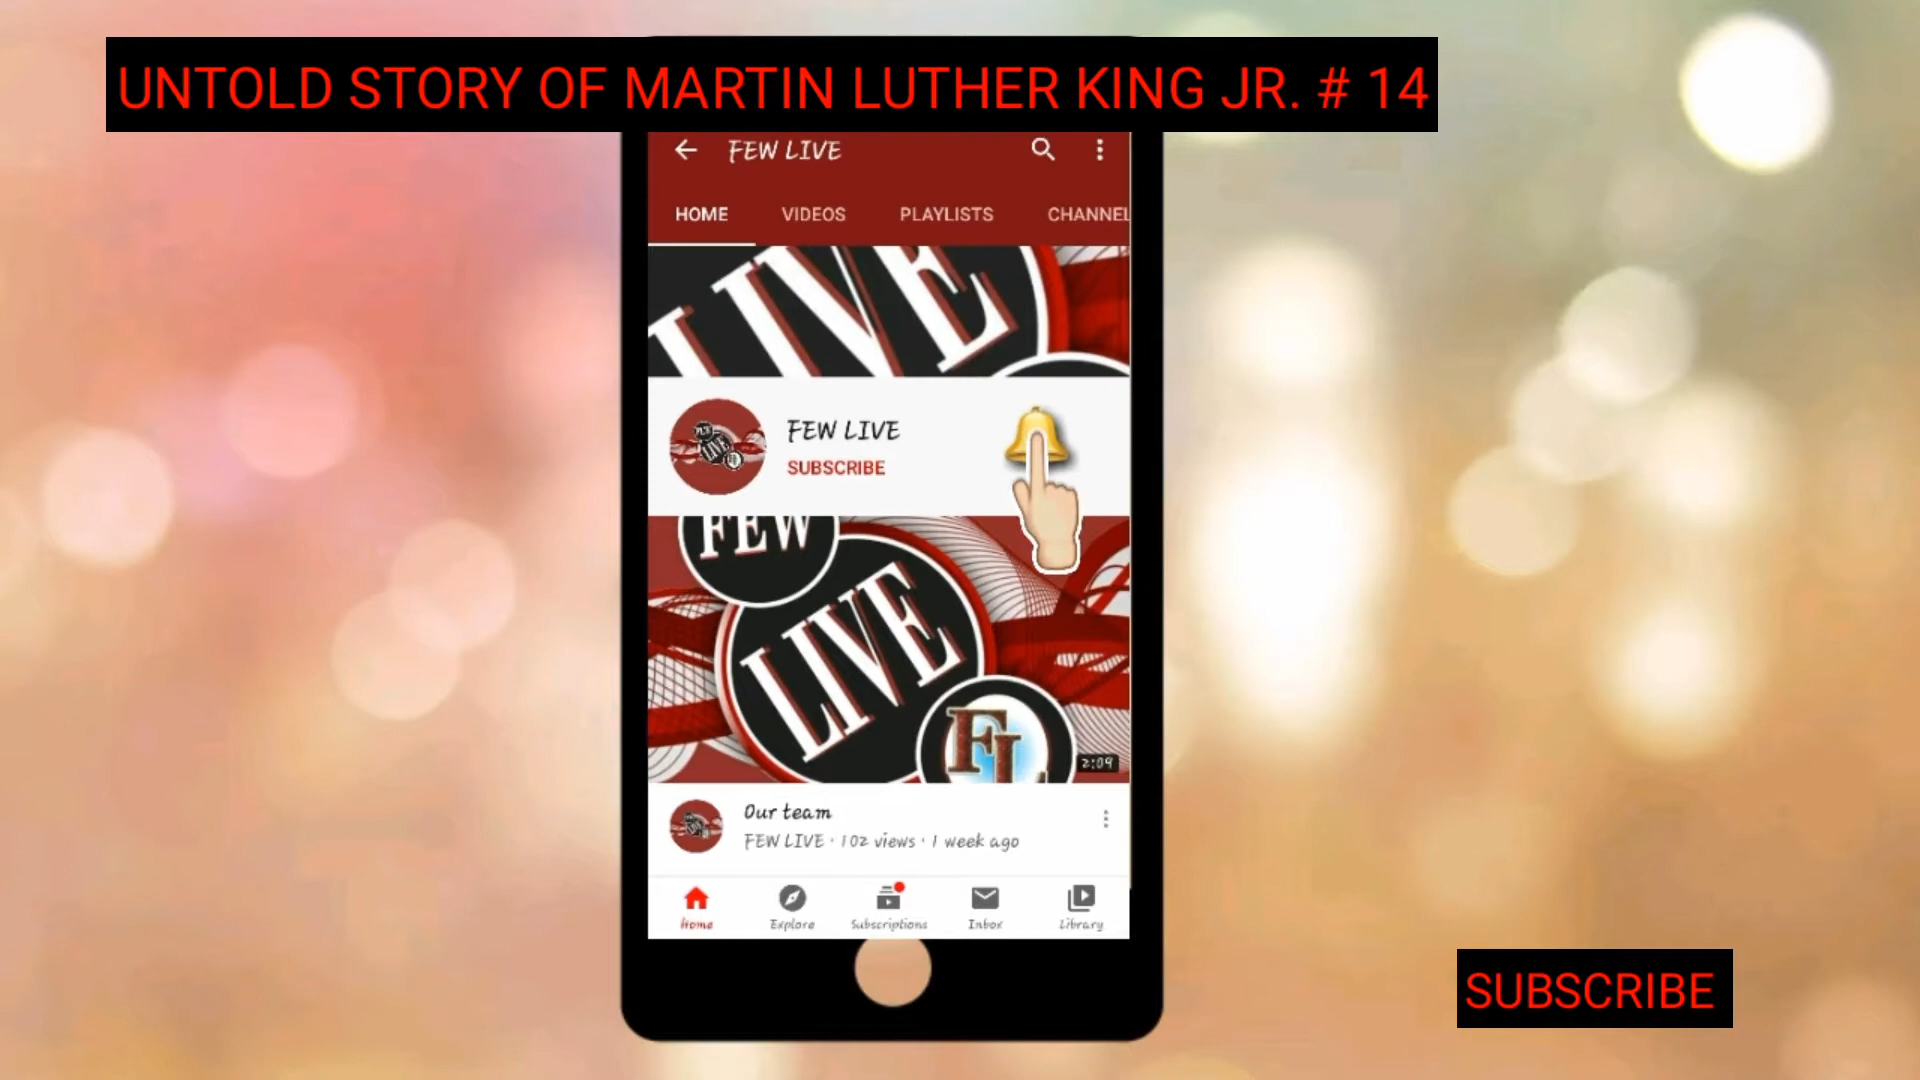 UNTOLD STORY OF MARTIN LUTHER KING JR. # 14
FEW LIVE
HOME VIDEOS PLAYLISTS CHANNEL
LIVE
FEW LIVE
SUBSCRIBE
FEW
LIVE
FL
2:09
Our team
FEW LIVE · 102 views · 1 week ago
Home Explore Subscriptions Inbox Library
SUBSCRIBE